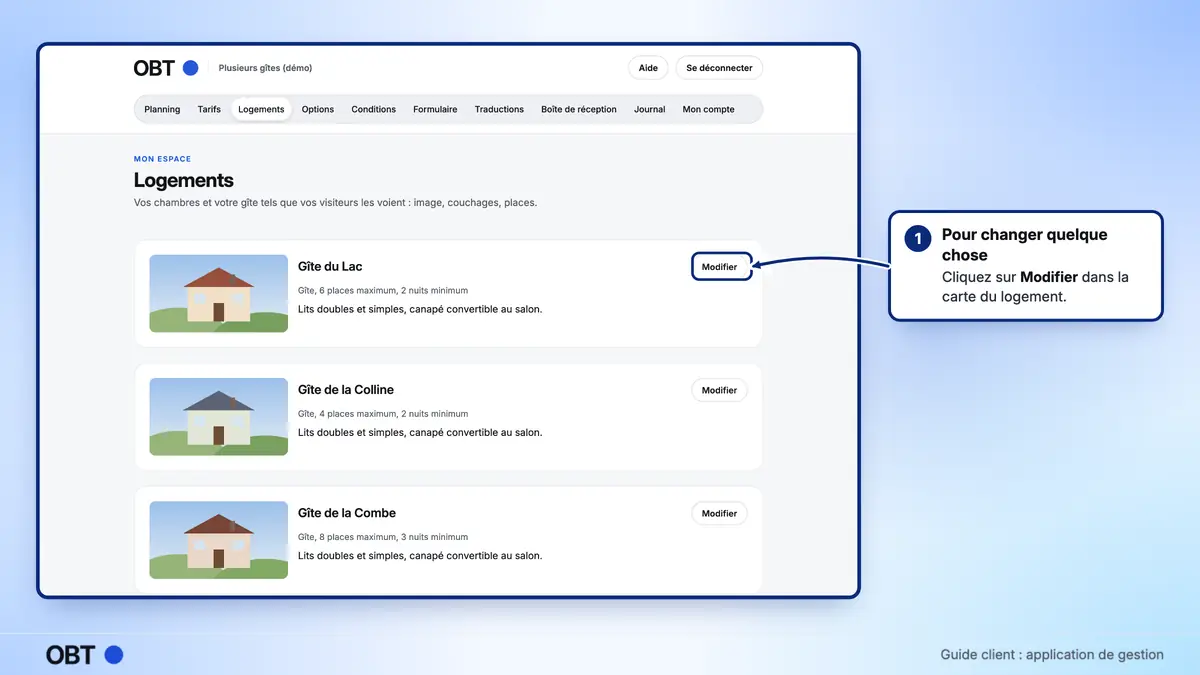 OBT
Plusieurs gîtes (démo)
Aide
Se déconnecter
Planning
Tarifs
Logements
Options
Conditions
Formulaire
Traductions
Boîte de réception
Journal
Mon compte
MON ESPACE
Logements
Vos chambres et votre gîte tels que vos visiteurs les voient : image, couchages, places.
Gîte du Lac
Modifier
Gîte, 6 places maximum, 2 nuits minimum
Lits doubles et simples, canapé convertible au salon.
Gîte de la Colline
Modifier
Gîte, 4 places maximum, 2 nuits minimum
Lits doubles et simples, canapé convertible au salon.
Gîte de la Combe
Modifier
Gîte, 8 places maximum, 3 nuits minimum
Lits doubles et simples, canapé convertible au salon.
1
Pour changer quelque
chose
Cliquez sur Modifier dans la
carte du logement.
OBT
Guide client : application de gestion